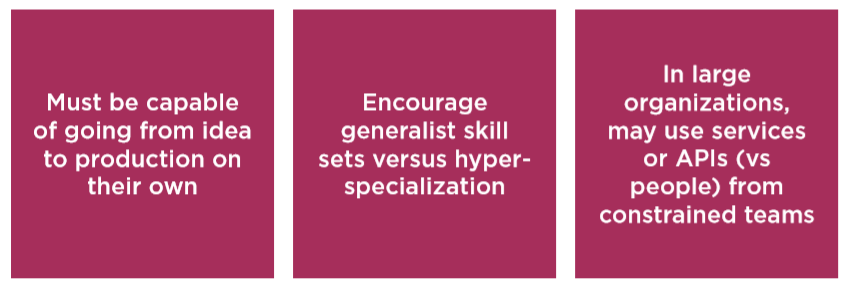 Must be capable
of going from idea
to production on
their own
Encourage
generalist skill
sets versus hyper-
specialization
In large
organizations,
may use services
or APIs (vs
people) from
constrained teams